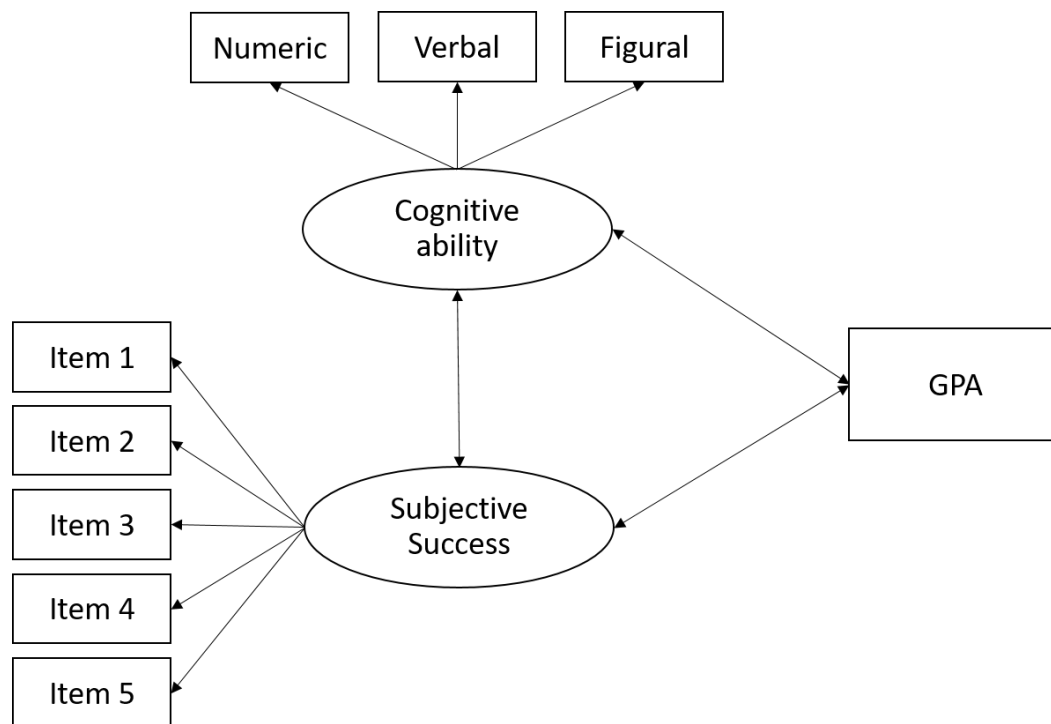 Numeric
Verbal
Figural
Cognitive
ability
Item 1
Item 2
Item 3
Item 4
Item 5
Subjective
Success
GPA